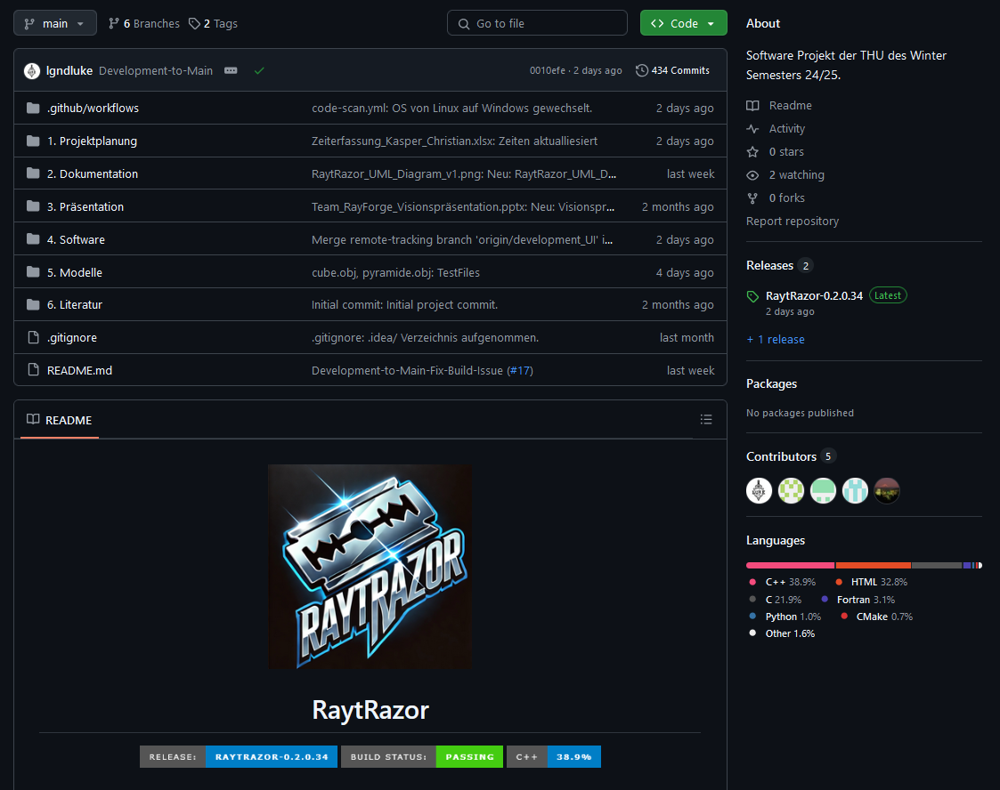 main 6 Branches 2 Tags Go to file Code
lgndluke Development-to-Main 0010efe · 2 days ago 434 Commits
.github/workflows code-scan.yml: OS von Linux auf Windows gewechselt. 2 days ago
1. Projektplanung Zeiterfassung_Kasper_Christian.xlsx: Zeiten aktualliesiert 2 days ago
2. Dokumentation RaytRazor_UML_Diagram_v1.png: Neu: RaytRazor_UML_D... last week
3. Präsentation Team_RayForge_Visionspräsentation.pptx: Neu: Visionspr... 2 months ago
4. Software Merge remote-tracking branch 'origin/development_UI' i... 2 days ago
5. Modelle cube.obj, pyramide.obj: TestFiles 4 days ago
6. Literatur Initial commit: Initial project commit. 2 months ago
.gitignore .gitignore: .idea/ Verzeichnis aufgenommen. last month
README.md Development-to-Main-Fix-Build-Issue (#17) last week
README
RAYTRAZOR
RaytRazor
RELEASE: RAYTRAZOR-0.2.0.34 BUILD STATUS: PASSING C++ 38.9%
About
Software Projekt der THU des Winter
Semesters 24/25.
Readme
Activity
0 stars
2 watching
0 forks
Report repository
Releases 2
RaytRazor-0.2.0.34 Latest
2 days ago
+ 1 release
Packages
No packages published
Contributors 5
LUKE
Languages
C++ 38.9% HTML 32.8%
C 21.9% Fortran 3.1%
Python 1.0% CMake 0.7%
Other 1.6%